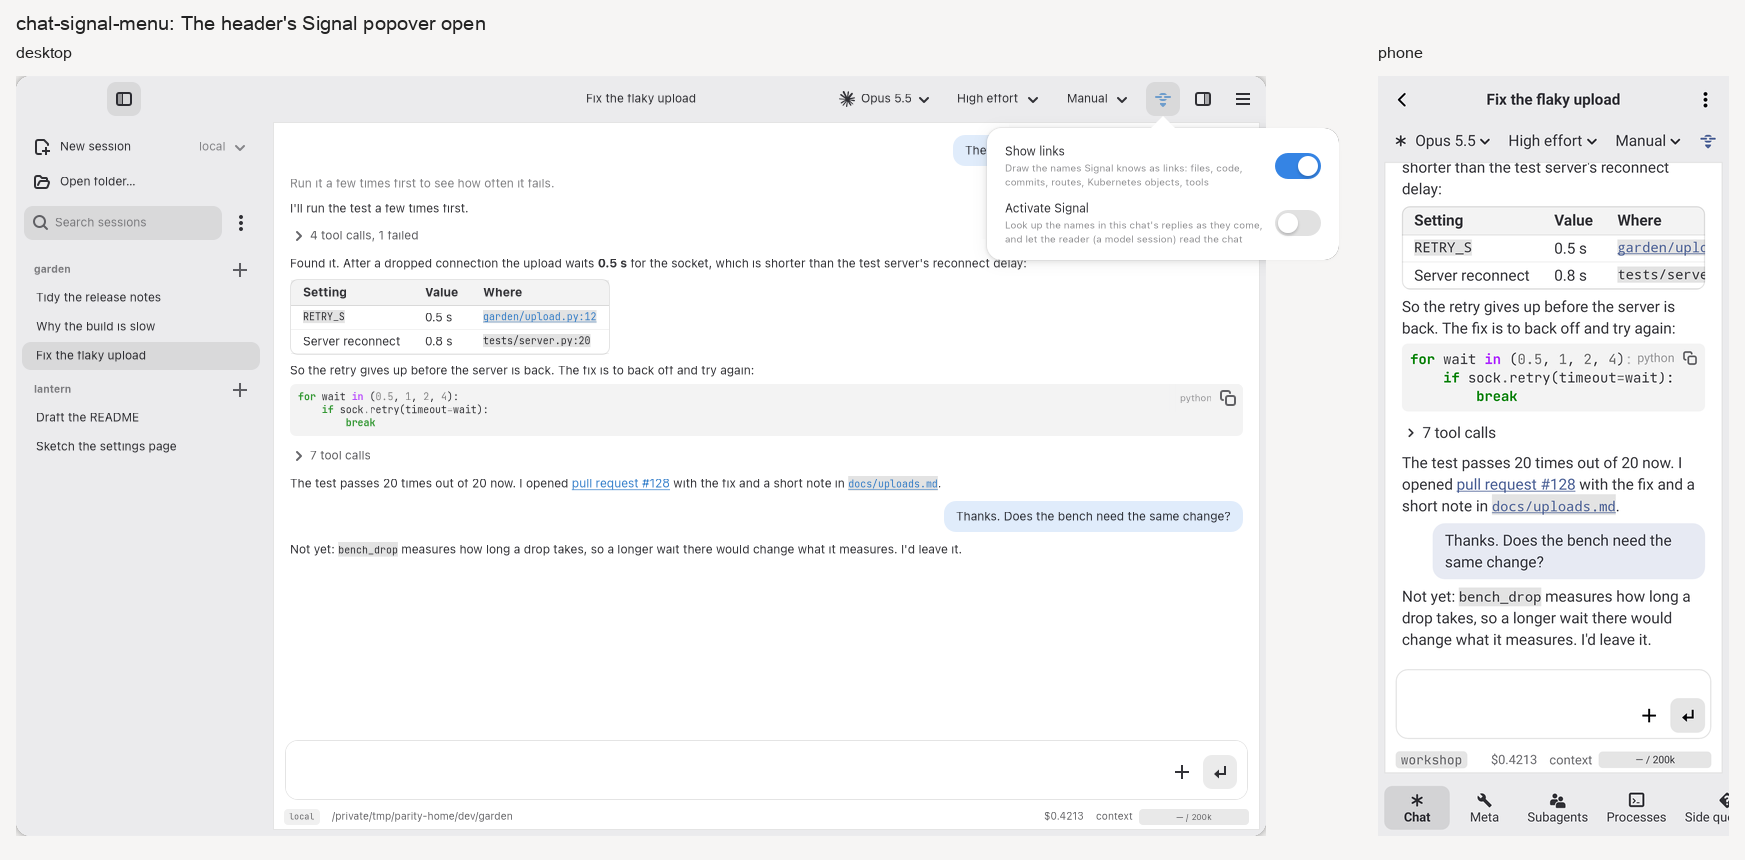 chat-signal-menu: The header's Signal popover open
desktop
Fix the flaky upload
Opus 5.5
High effort
Manual
New session
local
Open folder...
Search sessions
garden
Tidy the release notes
Why the build is slow
Fix the flaky upload
lantern
Draft the README
Sketch the settings page
The
Run it a few times first to see how often it fails.
I'll run the test a few times first.
4 tool calls, 1 failed
Found it. After a dropped connection the upload waits 0.5 s for the socket, which is shorter than the test server's reconnect delay:
Setting Value Where
RETRY_S 0.5 s garden/upload.py:12
Server reconnect 0.8 s tests/server.py:20
So the retry gives up before the server is back. The fix is to back off and try again:
python
for wait in (0.5, 1, 2, 4):
if sock.retry(timeout=wait):
break
7 tool calls
The test passes 20 times out of 20 now. I opened pull request #128 with the fix and a short note in docs/uploads.md.
Thanks. Does the bench need the same change?
Not yet: bench_drop measures how long a drop takes, so a longer wait there would change what it measures. I'd leave it.
local
/private/tmp/parity-home/dev/garden
$0.4213
context
– / 200k
Show links
Draw the names Signal knows as links: files, code,
commits, routes, Kubernetes objects, tools
Activate Signal
Look up the names in this chat's replies as they come,
and let the reader (a model session) read the chat
phone
Fix the flaky upload
Opus 5.5
High effort
Manual
shorter than the test server's reconnect
delay:
Setting Value Where
RETRY_S 0.5 s garden/uplo
Server reconnect 0.8 s tests/serve
So the retry gives up before the server is
back. The fix is to back off and try again:
for wait in (0.5, 1, 2, 4): python
if sock.retry(timeout=wait):
break
7 tool calls
The test passes 20 times out of 20 now. I
opened pull request #128 with the fix and a
short note in docs/uploads.md.
Thanks. Does the bench need the
same change?
Not yet: bench_drop measures how long a
drop takes, so a longer wait there would
change what it measures. I'd leave it.
workshop
$0.4213
context
– / 200k
Chat
Meta
Subagents
Processes
Side qu